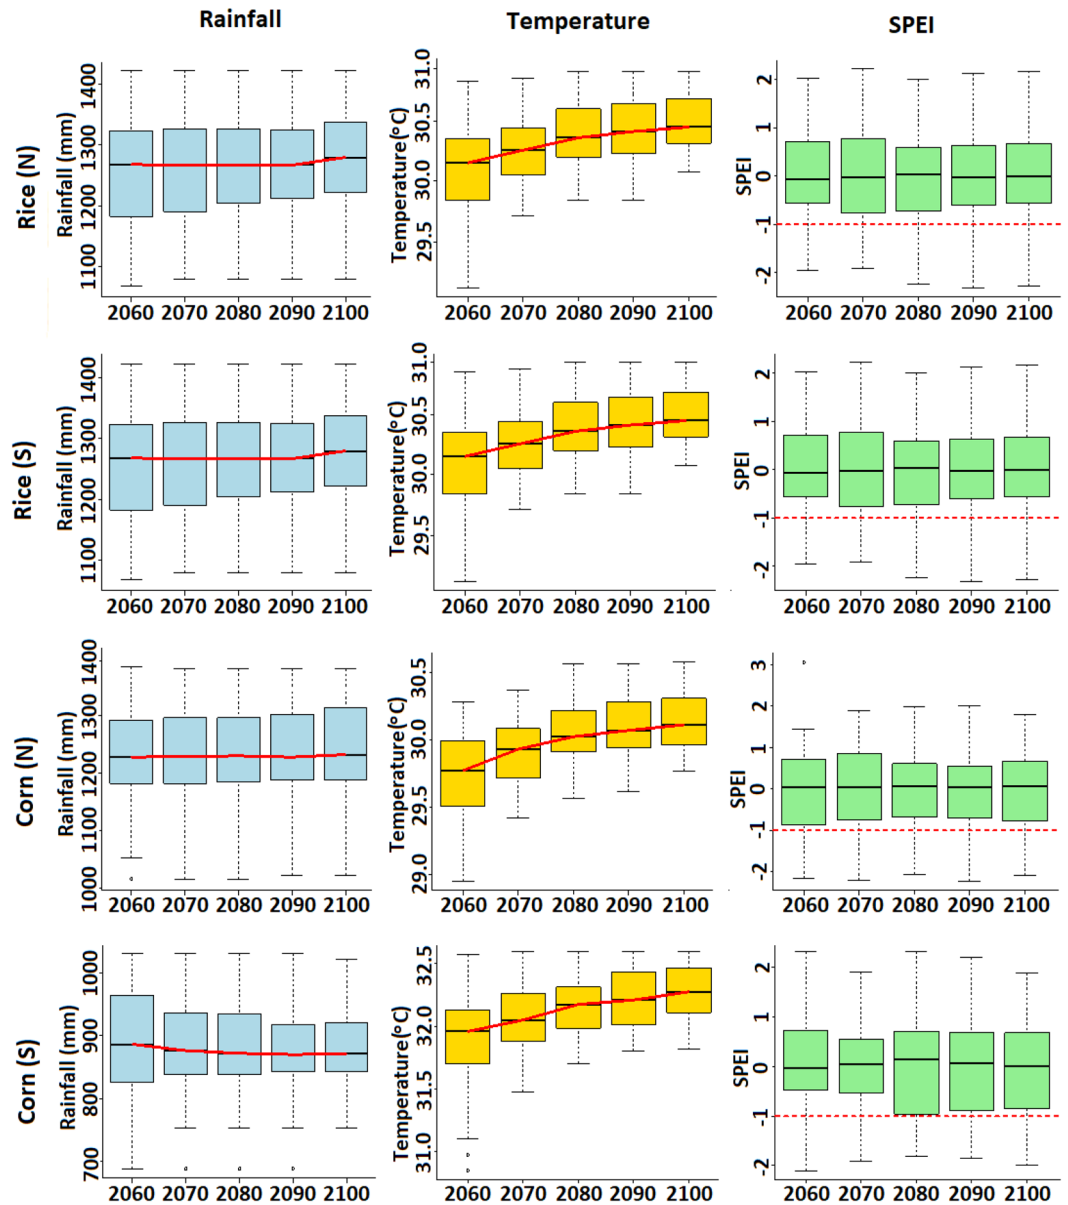 Rainfall Temperature SPEI
Rice (N)
Rainfall (mm)
1400
1300
1200
1100
2060 2070 2080 2090 2100
Temperature(°C)
31.0
30.5
30.0
29.5
2060 2070 2080 2090 2100
SPEI
2
1
0
-1
-2
2060 2070 2080 2090 2100
Rice (S)
Rainfall (mm)
1400
1300
1200
1100
2060 2070 2080 2090 2100
Temperature(°C)
31.0
30.5
30.0
29.5
2060 2070 2080 2090 2100
SPEI
2
1
0
-1
-2
2060 2070 2080 2090 2100
Corn (N)
Rainfall (mm)
1400
1300
1200
1100
1000
2060 2070 2080 2090 2100
Temperature(°C)
30.5
30.0
29.5
29.0
2060 2070 2080 2090 2100
SPEI
3
2
1
0
-1
-2
2060 2070 2080 2090 2100
Corn (S)
Rainfall (mm)
1000
900
800
700
2060 2070 2080 2090 2100
Temperature(°C)
32.5
32.0
31.5
31.0
2060 2070 2080 2090 2100
SPEI
2
1
0
-1
-2
2060 2070 2080 2090 2100